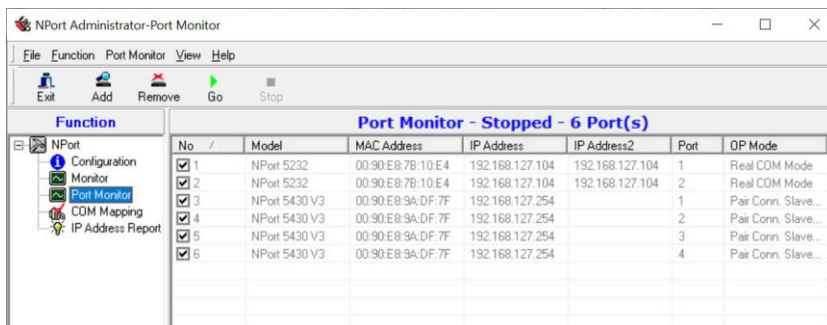 NPort Administrator-Port Monitor
File Function Port Monitor View Help
Exit Add Remove Go Stop
Function
Port Monitor - Stopped - 6 Port(s)
NPort
Configuration
Monitor
Port Monitor
COM Mapping
IP Address Report
No / Model MAC Address IP Address IP Address2 Port OP Mode
1 NPort 5232 00:90:E8:7B:10:E4 192.168.127.104 192.168.127.104 1 Real COM Mode
2 NPort 5232 00:90:E8:7B:10:E4 192.168.127.104 192.168.127.104 2 Real COM Mode
3 NPort 5430 V3 00:90:E8:9A:DF:7F 192.168.127.254 1 Pair Conn. Slave...
4 NPort 5430 V3 00:90:E8:9A:DF:7F 192.168.127.254 2 Pair Conn. Slave...
5 NPort 5430 V3 00:90:E8:9A:DF:7F 192.168.127.254 3 Pair Conn. Slave...
6 NPort 5430 V3 00:90:E8:9A:DF:7F 192.168.127.254 4 Pair Conn. Slave...